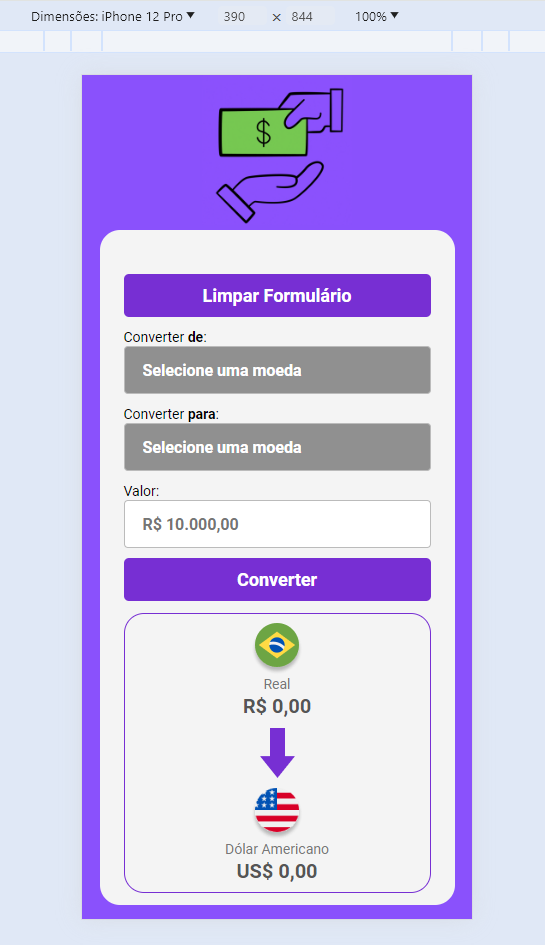 Dimensões: iPhone 12 Pro ▼ 390 × 844 100% ▼
$
Limpar Formulário
Converter de:
Selecione uma moeda
Converter para:
Selecione uma moeda
Valor:
R$ 10.000,00
Converter
Real
R$ 0,00
Dólar Americano
US$ 0,00